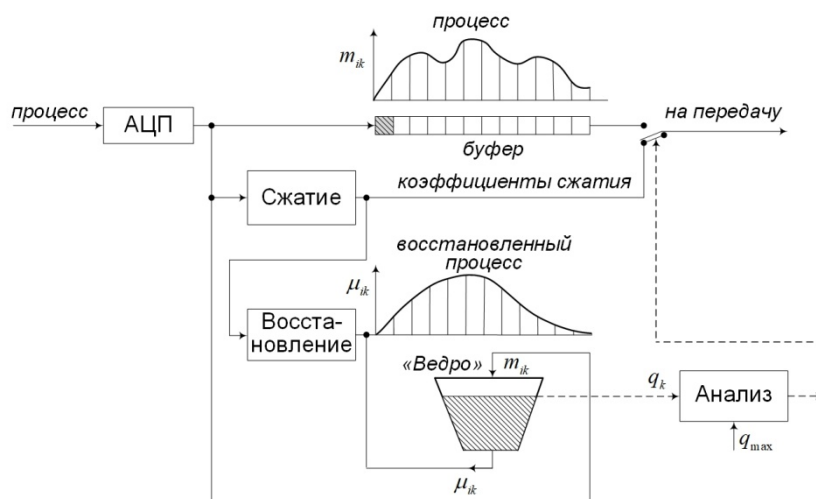 процесс
m_ik
процесс
АЦП
на передачу
буфер
коэффициенты сжатия
Сжатие
восстановленный
процесс
μ_ik
Восста-
новление
«Ведро»
m_ik
q_k
Анализ
q_max
μ_ik